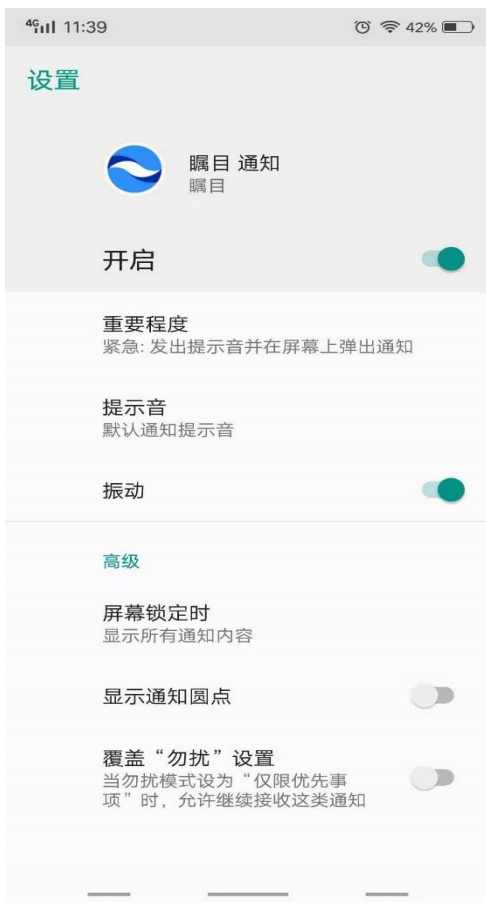 4G 11:39 42%
设置
瞩目 通知
瞩目
开启
重要程度
紧急: 发出提示音并在屏幕上弹出通知
提示音
默认通知提示音
振动
高级
屏幕锁定时
显示所有通知内容
显示通知圆点
覆盖“勿扰”设置
当勿扰模式设为“仅限优先事
项”时，允许继续接收这类通知